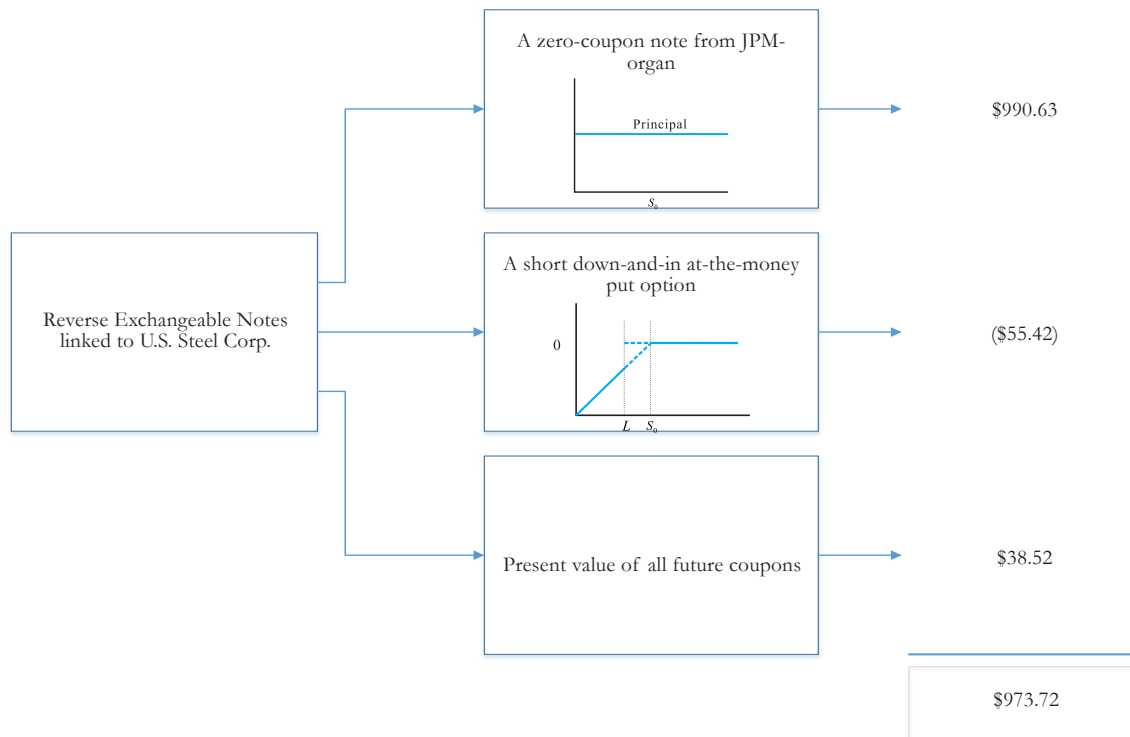 A zero-coupon note from JPM-
organ
Principal
S₀
$990.63
Reverse Exchangeable Notes
linked to U.S. Steel Corp.
A short down-and-in at-the-money
put option
0
L S₀
($55.42)
Present value of all future coupons
$38.52
$973.72